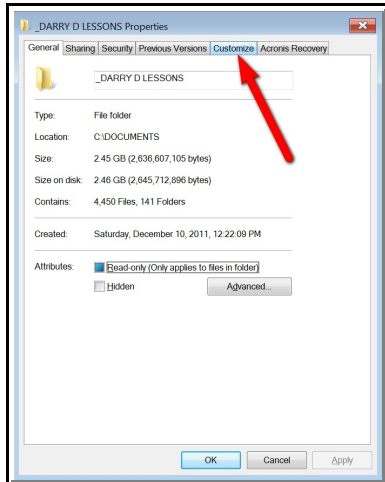 _DARRY D LESSONS Properties
General Sharing Security Previous Versions Customize Acronis Recovery
_DARRY D LESSONS
Type: File folder
Location: C:\DOCUMENTS
Size: 2.45 GB (2,636,607,105 bytes)
Size on disk: 2.46 GB (2,645,712,896 bytes)
Contains: 4,450 Files, 141 Folders
Created: Saturday, December 10, 2011, 12:22:09 PM
Attributes: Read-only (Only applies to files in folder)
Hidden Advanced...
OK Cancel Apply